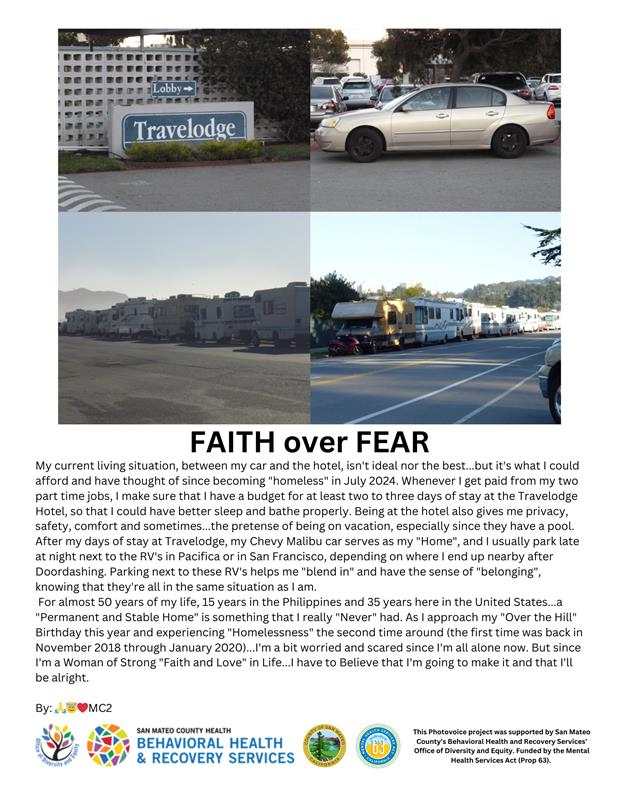 Lobby →
Travelodge
FAITH over FEAR
My current living situation, between my car and the hotel, isn't ideal nor the best...but it's what I could
afford and have thought of since becoming "homeless" in July 2024. Whenever I get paid from my two
part time jobs, I make sure that I have a budget for at least two to three days of stay at the Travelodge
Hotel, so that I could have better sleep and bathe properly. Being at the hotel also gives me privacy,
safety, comfort and sometimes...the pretense of being on vacation, especially since they have a pool.
After my days of stay at Travelodge, my Chevy Malibu car serves as my "Home", and I usually park late
at night next to the RV's in Pacifica or in San Francisco, depending on where I end up nearby after
Doordashing. Parking next to these RV's helps me "blend in" and have the sense of "belonging",
knowing that they're all in the same situation as I am.
For almost 50 years of my life, 15 years in the Philippines and 35 years here in the United States...a
"Permanent and Stable Home" is something that I really "Never" had. As I approach my "Over the Hill"
Birthday this year and experiencing "Homelessness" the second time around (the first time was back in
November 2018 through January 2020)...I'm a bit worried and scared since I'm all alone now. But since
I'm a Woman of Strong "Faith and Love" in Life...I have to Believe that I'm going to make it and that I'll
be alright.
By: 🙏😇❤️MC2
Office of Diversity and Equity
SAN MATEO COUNTY HEALTH
BEHAVIORAL HEALTH
& RECOVERY SERVICES
COUNTY OF SAN MATEO
CALIFORNIA
63
This Photovoice project was supported by San Mateo
County's Behavioral Health and Recovery Services'
Office of Diversity and Equity. Funded by the Mental
Health Services Act (Prop 63).